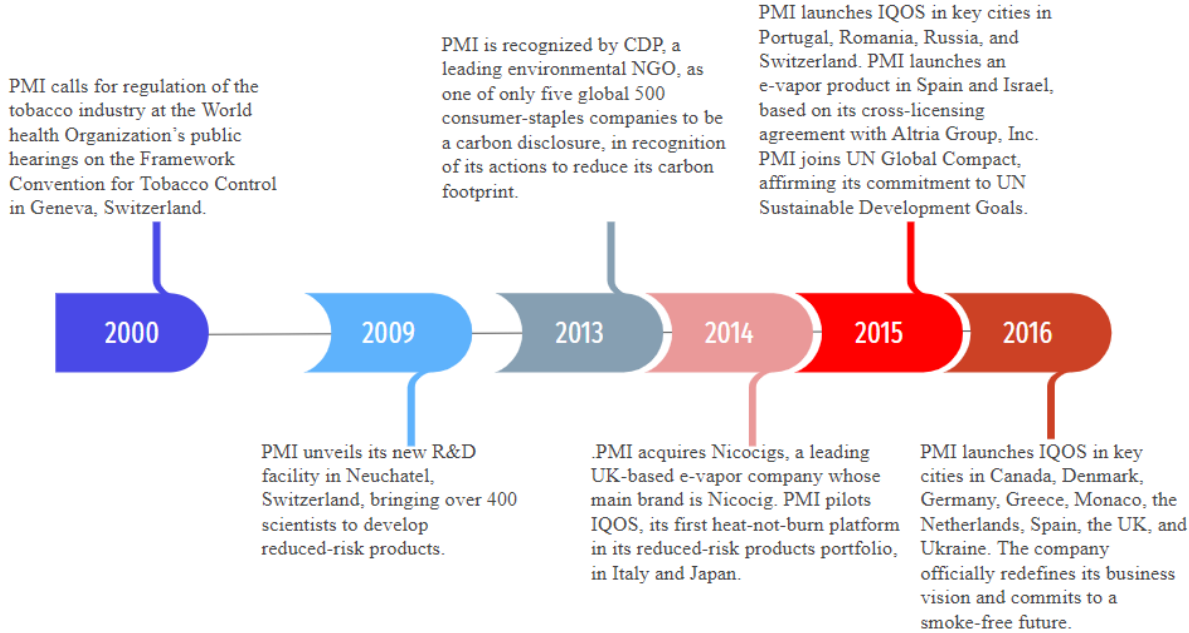 PMI calls for regulation of the
tobacco industry at the World
health Organization’s public
hearings on the Framework
Convention for Tobacco Control
in Geneva, Switzerland.
PMI is recognized by CDP, a
leading environmental NGO, as
one of only five global 500
consumer-staples companies to be
a carbon disclosure, in recognition
of its actions to reduce its carbon
footprint.
PMI launches IQOS in key cities in
Portugal, Romania, Russia, and
Switzerland. PMI launches an
e-vapor product in Spain and Israel,
based on its cross-licensing
agreement with Altria Group, Inc.
PMI joins UN Global Compact,
affirming its commitment to UN
Sustainable Development Goals.
2000
2009
2013
2014
2015
2016
PMI unveils its new R&D
facility in Neuchatel,
Switzerland, bringing over 400
scientists to develop
reduced-risk products.
.PMI acquires Nicocigs, a leading
UK-based e-vapor company whose
main brand is Nicocig. PMI pilots
IQOS, its first heat-not-burn platform
in its reduced-risk products portfolio,
in Italy and Japan.
PMI launches IQOS in key
cities in Canada, Denmark,
Germany, Greece, Monaco, the
Netherlands, Spain, the UK, and
Ukraine. The company
officially redefines its business
vision and commits to a
smoke-free future.